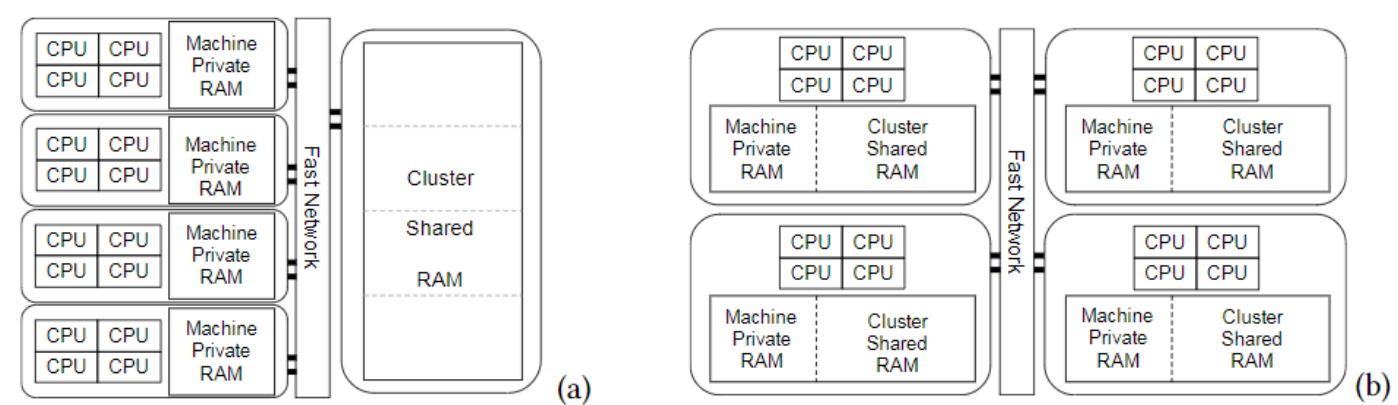 CPU CPU
CPU CPU
Machine
Private
RAM
CPU CPU
CPU CPU
Machine
Private
RAM
CPU CPU
CPU CPU
Machine
Private
RAM
CPU CPU
CPU CPU
Machine
Private
RAM
Fast Network
Cluster
Shared
RAM
(a)
CPU CPU
CPU CPU
Machine
Private
RAM
Cluster
Shared
RAM
CPU CPU
CPU CPU
Machine
Private
RAM
Cluster
Shared
RAM
Fast Network
CPU CPU
CPU CPU
Machine
Private
RAM
Cluster
Shared
RAM
CPU CPU
CPU CPU
Machine
Private
RAM
Cluster
Shared
RAM
(b)